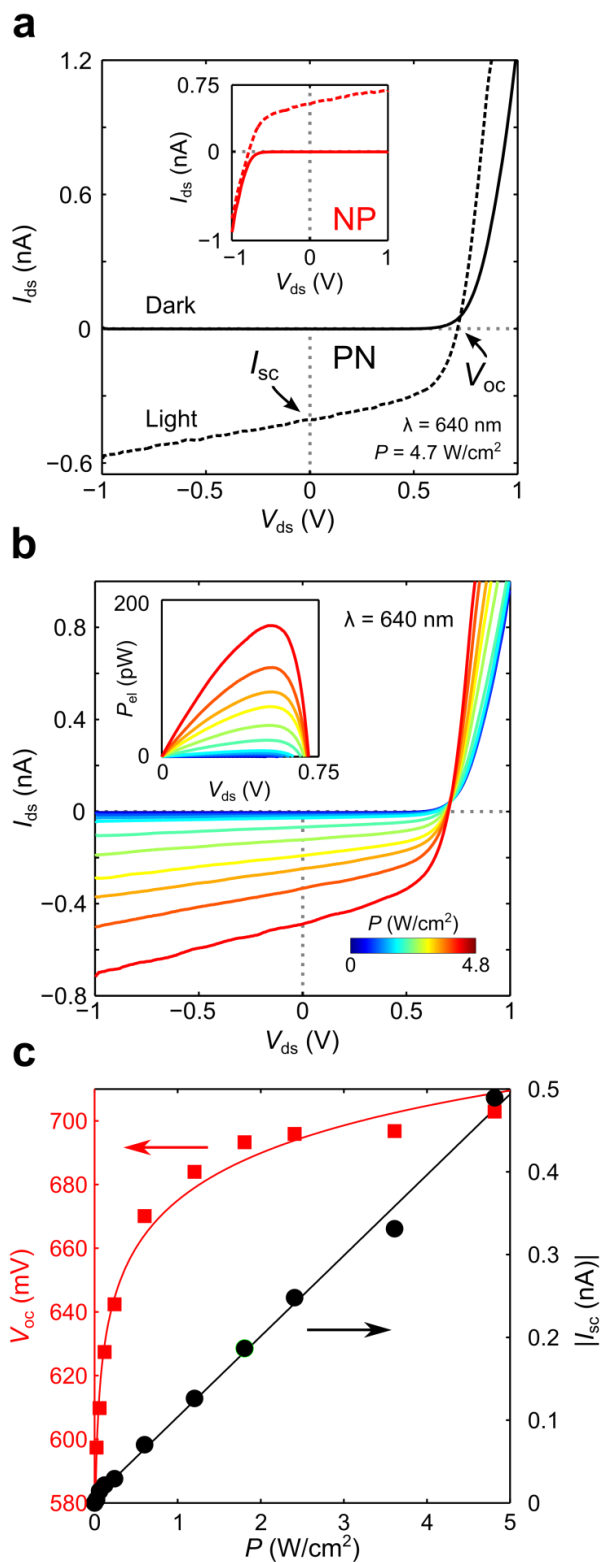 a
1.2
0.6
0
−0.6
I_ds (nA)
0.75
0
−1
I_ds (nA)
NP
−1 0 1
V_ds (V)
Dark
PN
I_sc
V_oc
Light
λ = 640 nm
P = 4.7 W/cm²
−1 −0.5 0 0.5 1
V_ds (V)
b
0.8
0.4
0
−0.4
−0.8
I_ds (nA)
200
0
P_el (pW)
0 0.75
V_ds (V)
λ = 640 nm
P (W/cm²)
0 4.8
−1 −0.5 0 0.5 1
V_ds (V)
c
700
680
660
640
620
600
580
V_oc (mV)
0.5
0.4
0.3
0.2
0.1
0
|I_sc (nA)|
0 1 2 3 4 5
P (W/cm²)